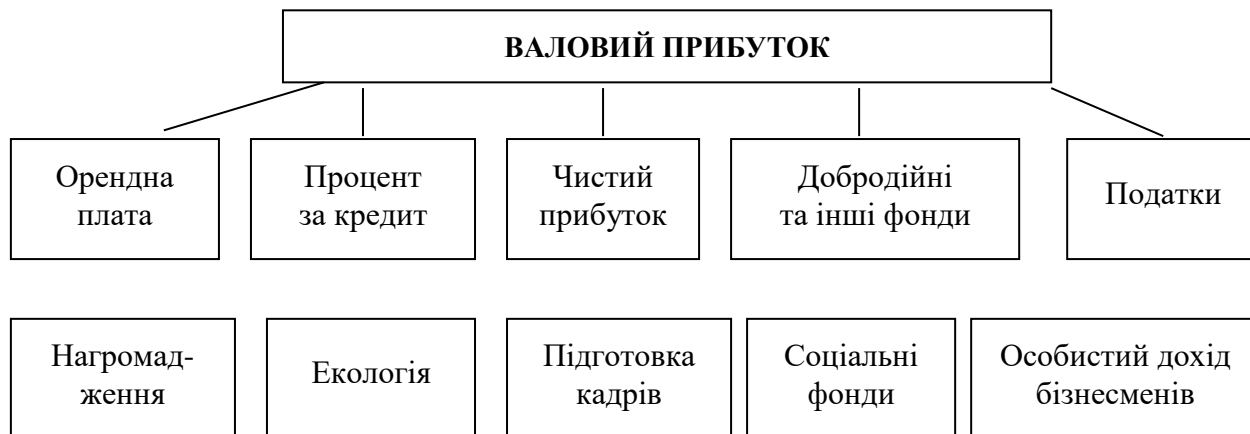 ВАЛОВИЙ ПРИБУТОК
Орендна
плата
Процент
за кредит
Чистий
прибуток
Добродійні
та інші фонди
Податки
Нагромад-
ження
Екологія
Підготовка
кадрів
Соціальні
фонди
Особистий дохід
бізнесменів